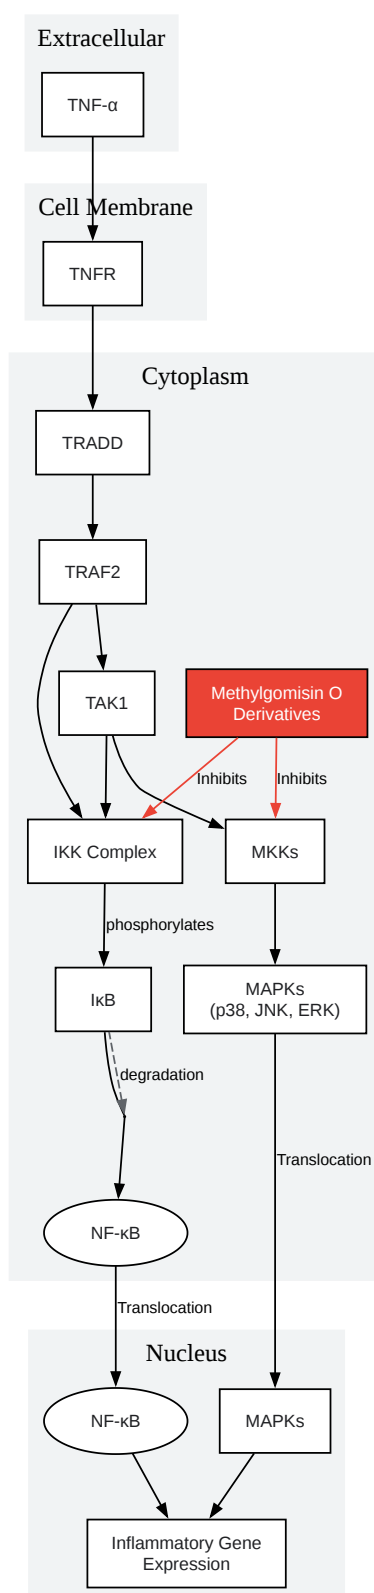 Extracellular
TNF-α
Cell Membrane
TNFR
Cytoplasm
TRADD
TRAF2
TAK1
Methylgomisin O
Derivatives
Inhibits
Inhibits
IKK Complex
MKKs
phosphorylates
IκB
MAPKs
(p38, JNK, ERK)
degradation
Translocation
NF-κB
Translocation
Nucleus
NF-κB
MAPKs
Inflammatory Gene
Expression